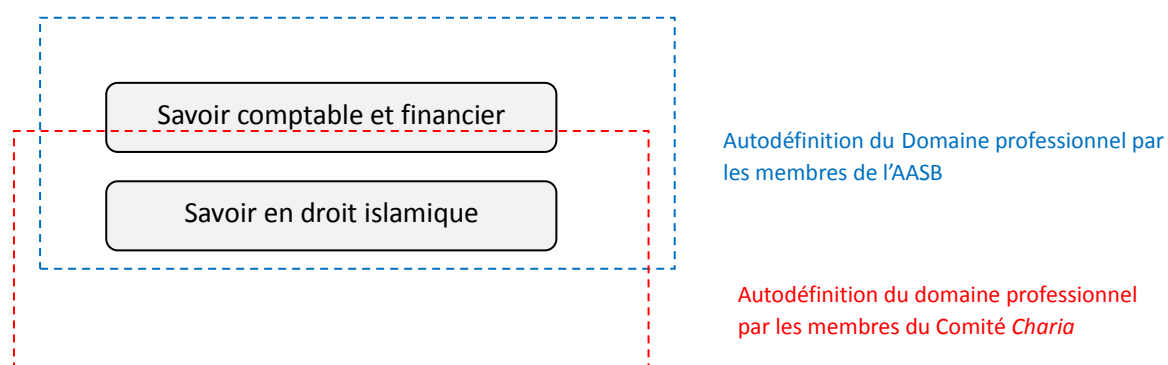 Savoir comptable et financier
Autodéfinition du Domaine professionnel par
les membres de l'AASB
Savoir en droit islamique
Autodéfinition du domaine professionnel
par les membres du Comité Charia